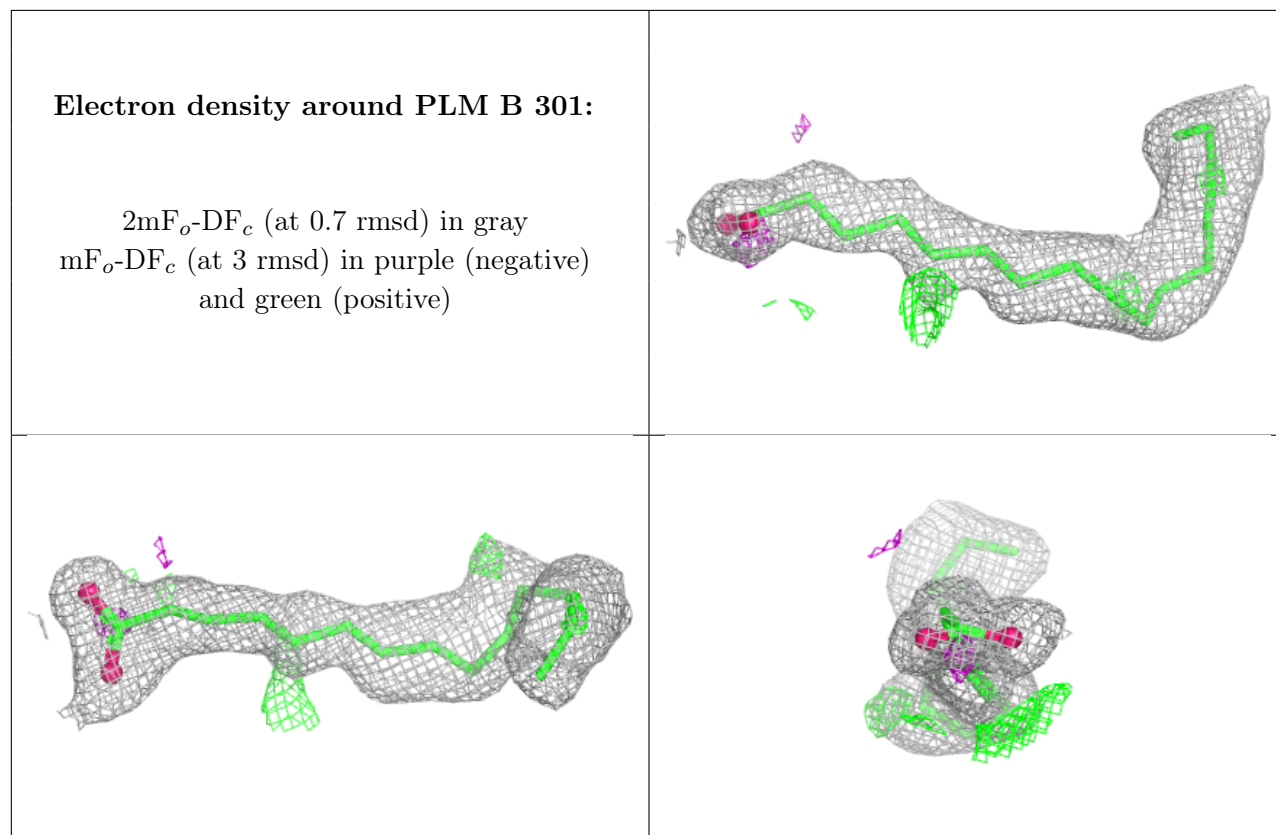 Electron density around PLM B 301:
2mFo-DFc (at 0.7 rmsd) in gray
mFo-DFc (at 3 rmsd) in purple (negative)
and green (positive)